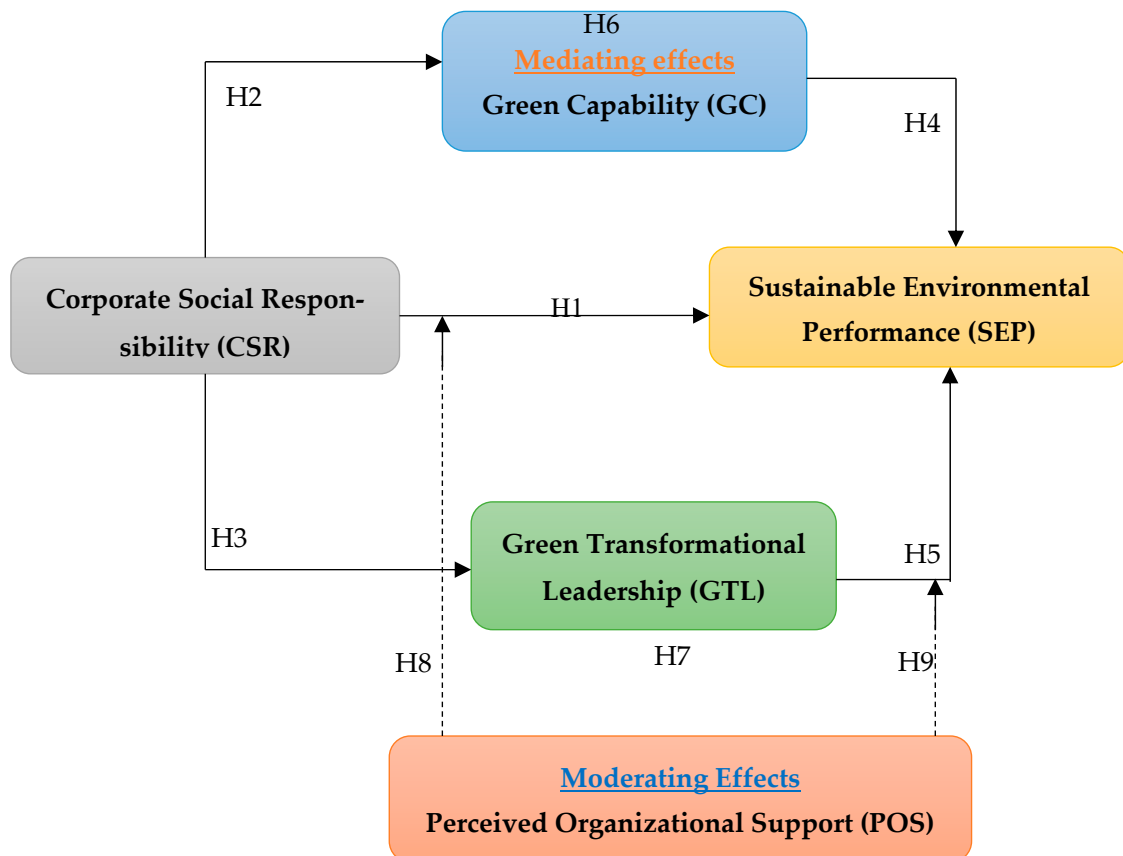 H6
Mediating effects
Green Capability (GC)
H2
H4
Corporate Social Respon-
sibility (CSR)
H1
Sustainable Environmental
Performance (SEP)
H3
Green Transformational
Leadership (GTL)
H5
H7
H8
H9
Moderating Effects
Perceived Organizational Support (POS)